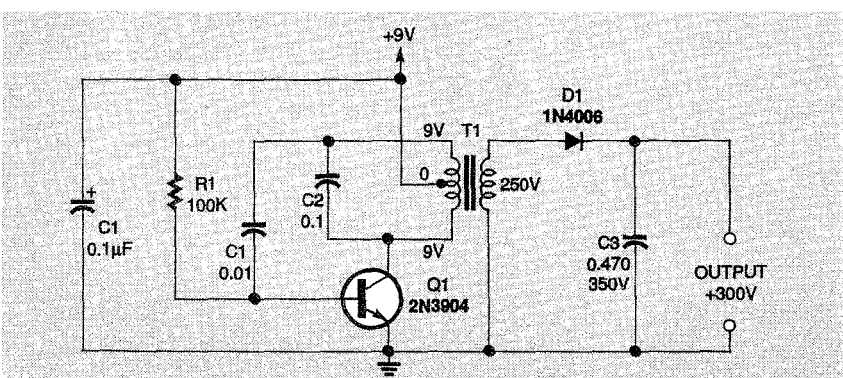 +9V
D1
1N4006
9V
T1
0
250V
R1
100K
C2
0.1
+
C1
0.1µF
C1
0.01
9V
C3
0.470
350V
OUTPUT
+300V
Q1
2N3904